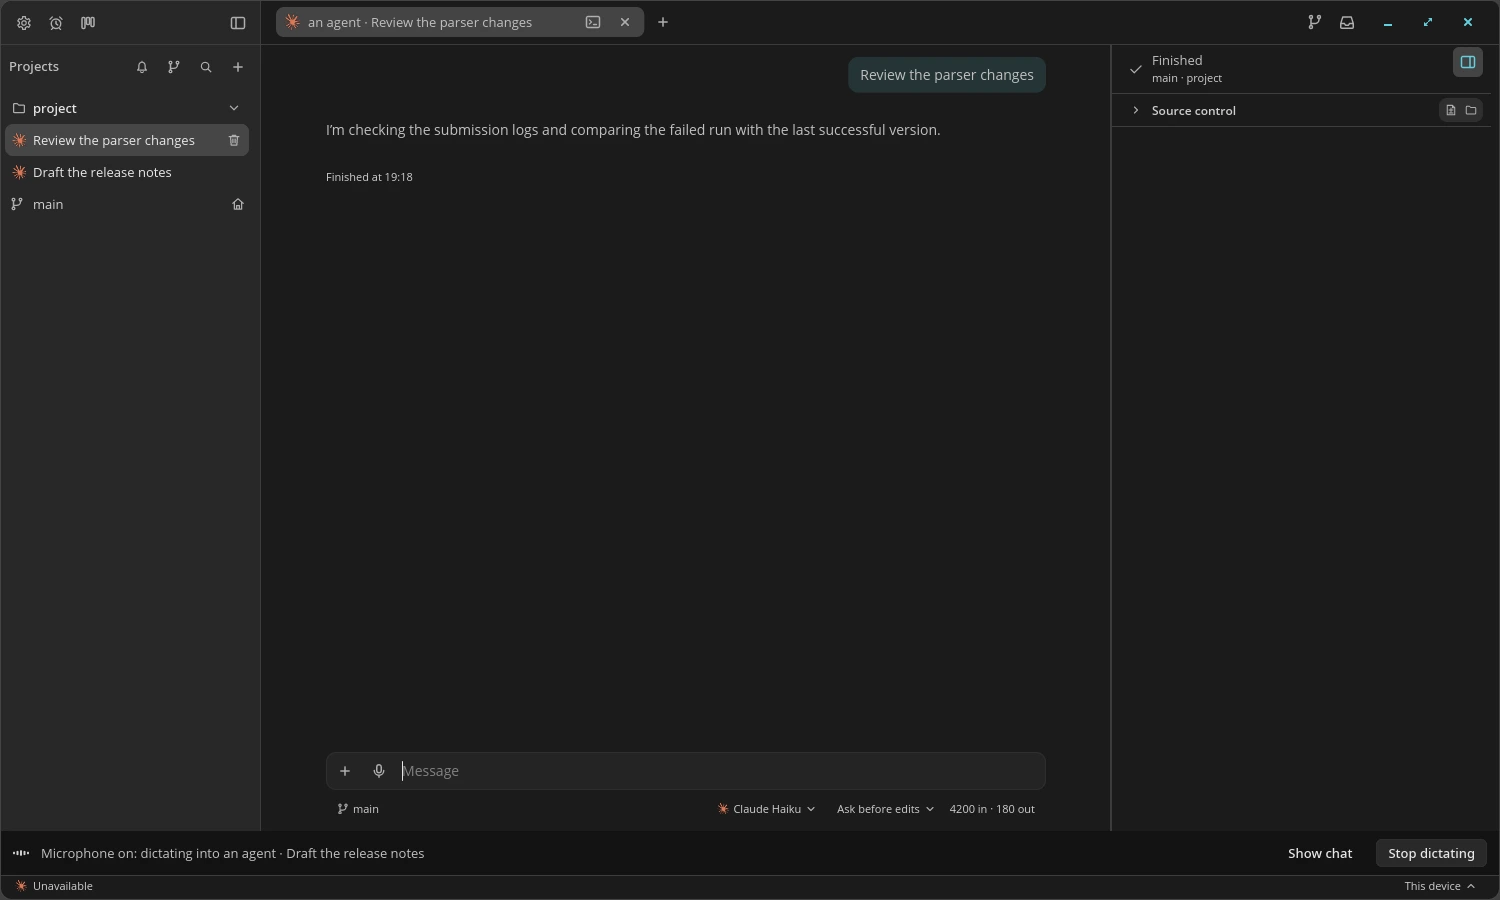 an agent · Review the parser changes
Projects
project
Review the parser changes
Draft the release notes
main
Review the parser changes
I'm checking the submission logs and comparing the failed run with the last successful version.
Finished at 19:18
Finished
main · project
Source control
Message
main
Claude Haiku
Ask before edits
4200 in · 180 out
Microphone on: dictating into an agent · Draft the release notes
Show chat
Stop dictating
Unavailable
This device